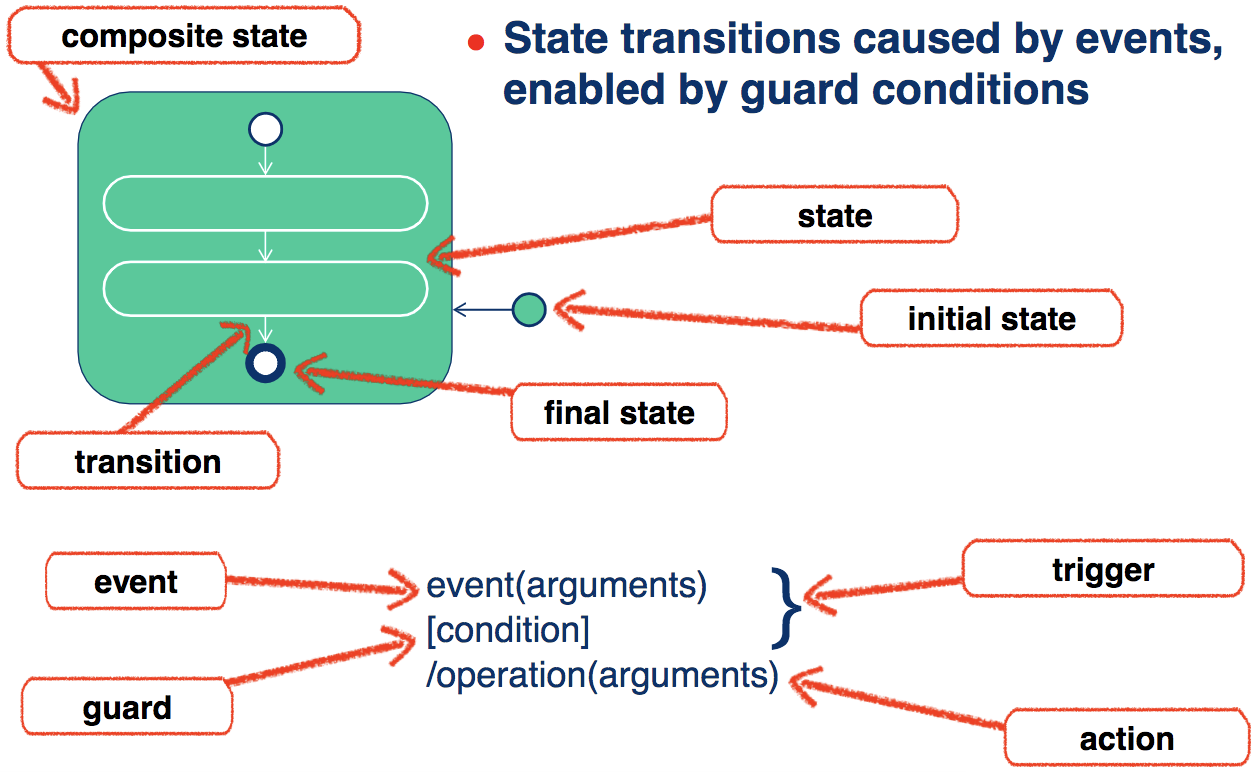 composite state
• State transitions caused by events,
enabled by guard conditions
state
initial state
final state
transition
event
event(arguments)
[condition]
/operation(arguments)
}
trigger
guard
action